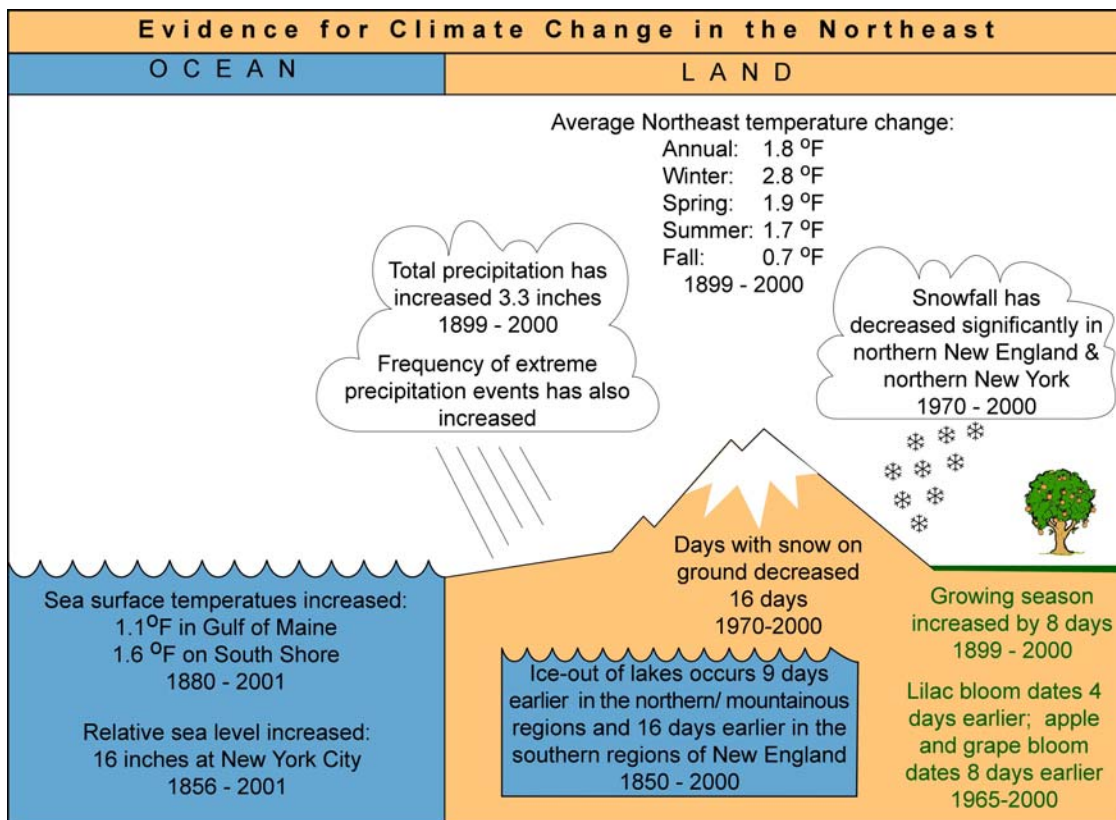 Evidence for Climate Change in the Northeast
OCEAN
LAND
Average Northeast temperature change:
Annual: 1.8 ºF
Winter: 2.8 ºF
Spring: 1.9 ºF
Summer: 1.7 ºF
Fall: 0.7 ºF
1899 - 2000
Total precipitation has
increased 3.3 inches
1899 - 2000
Frequency of extreme
precipitation events has also
increased
Snowfall has
decreased significantly in
northern New England &
northern New York
1970 - 2000
Days with snow on
ground decreased
16 days
1970-2000
Sea surface temperatues increased:
1.1ºF in Gulf of Maine
1.6 ºF on South Shore
1880 - 2001
Relative sea level increased:
16 inches at New York City
1856 - 2001
Ice-out of lakes occurs 9 days
earlier in the northern/ mountainous
regions and 16 days earlier in the
southern regions of New England
1850 - 2000
Growing season
increased by 8 days
1899 - 2000
Lilac bloom dates 4
days earlier; apple
and grape bloom
dates 8 days earlier
1965-2000